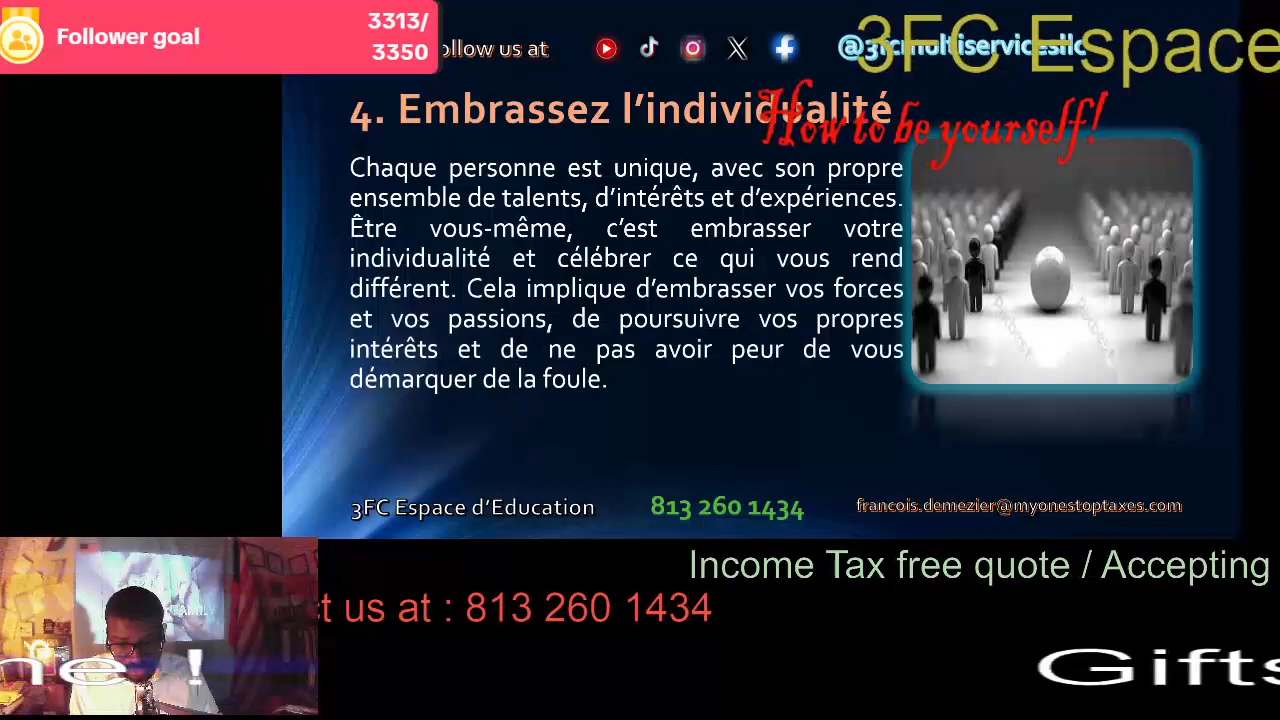 Follower goal
3313/
3350
ollow us at
@3fcmultiservicesllc
3FC Espace
4. Embrassez l'individualité
How to be yourself!
Chaque personne est unique, avec son propre
ensemble de talents, d'intérêts et d'expériences.
Être vous-même, c'est embrasser votre
individualité et célébrer ce qui vous rend
différent. Cela implique d'embrasser vos forces
et vos passions, de poursuivre vos propres
intérêts et de ne pas avoir peur de vous
démarquer de la foule.
3FC Espace d'Education
813 260 1434
francois.demezier@myonestoptaxes.com
Income Tax free quote / Accepting
t us at : 813 260 1434
FAMILY
ne !
Gifts